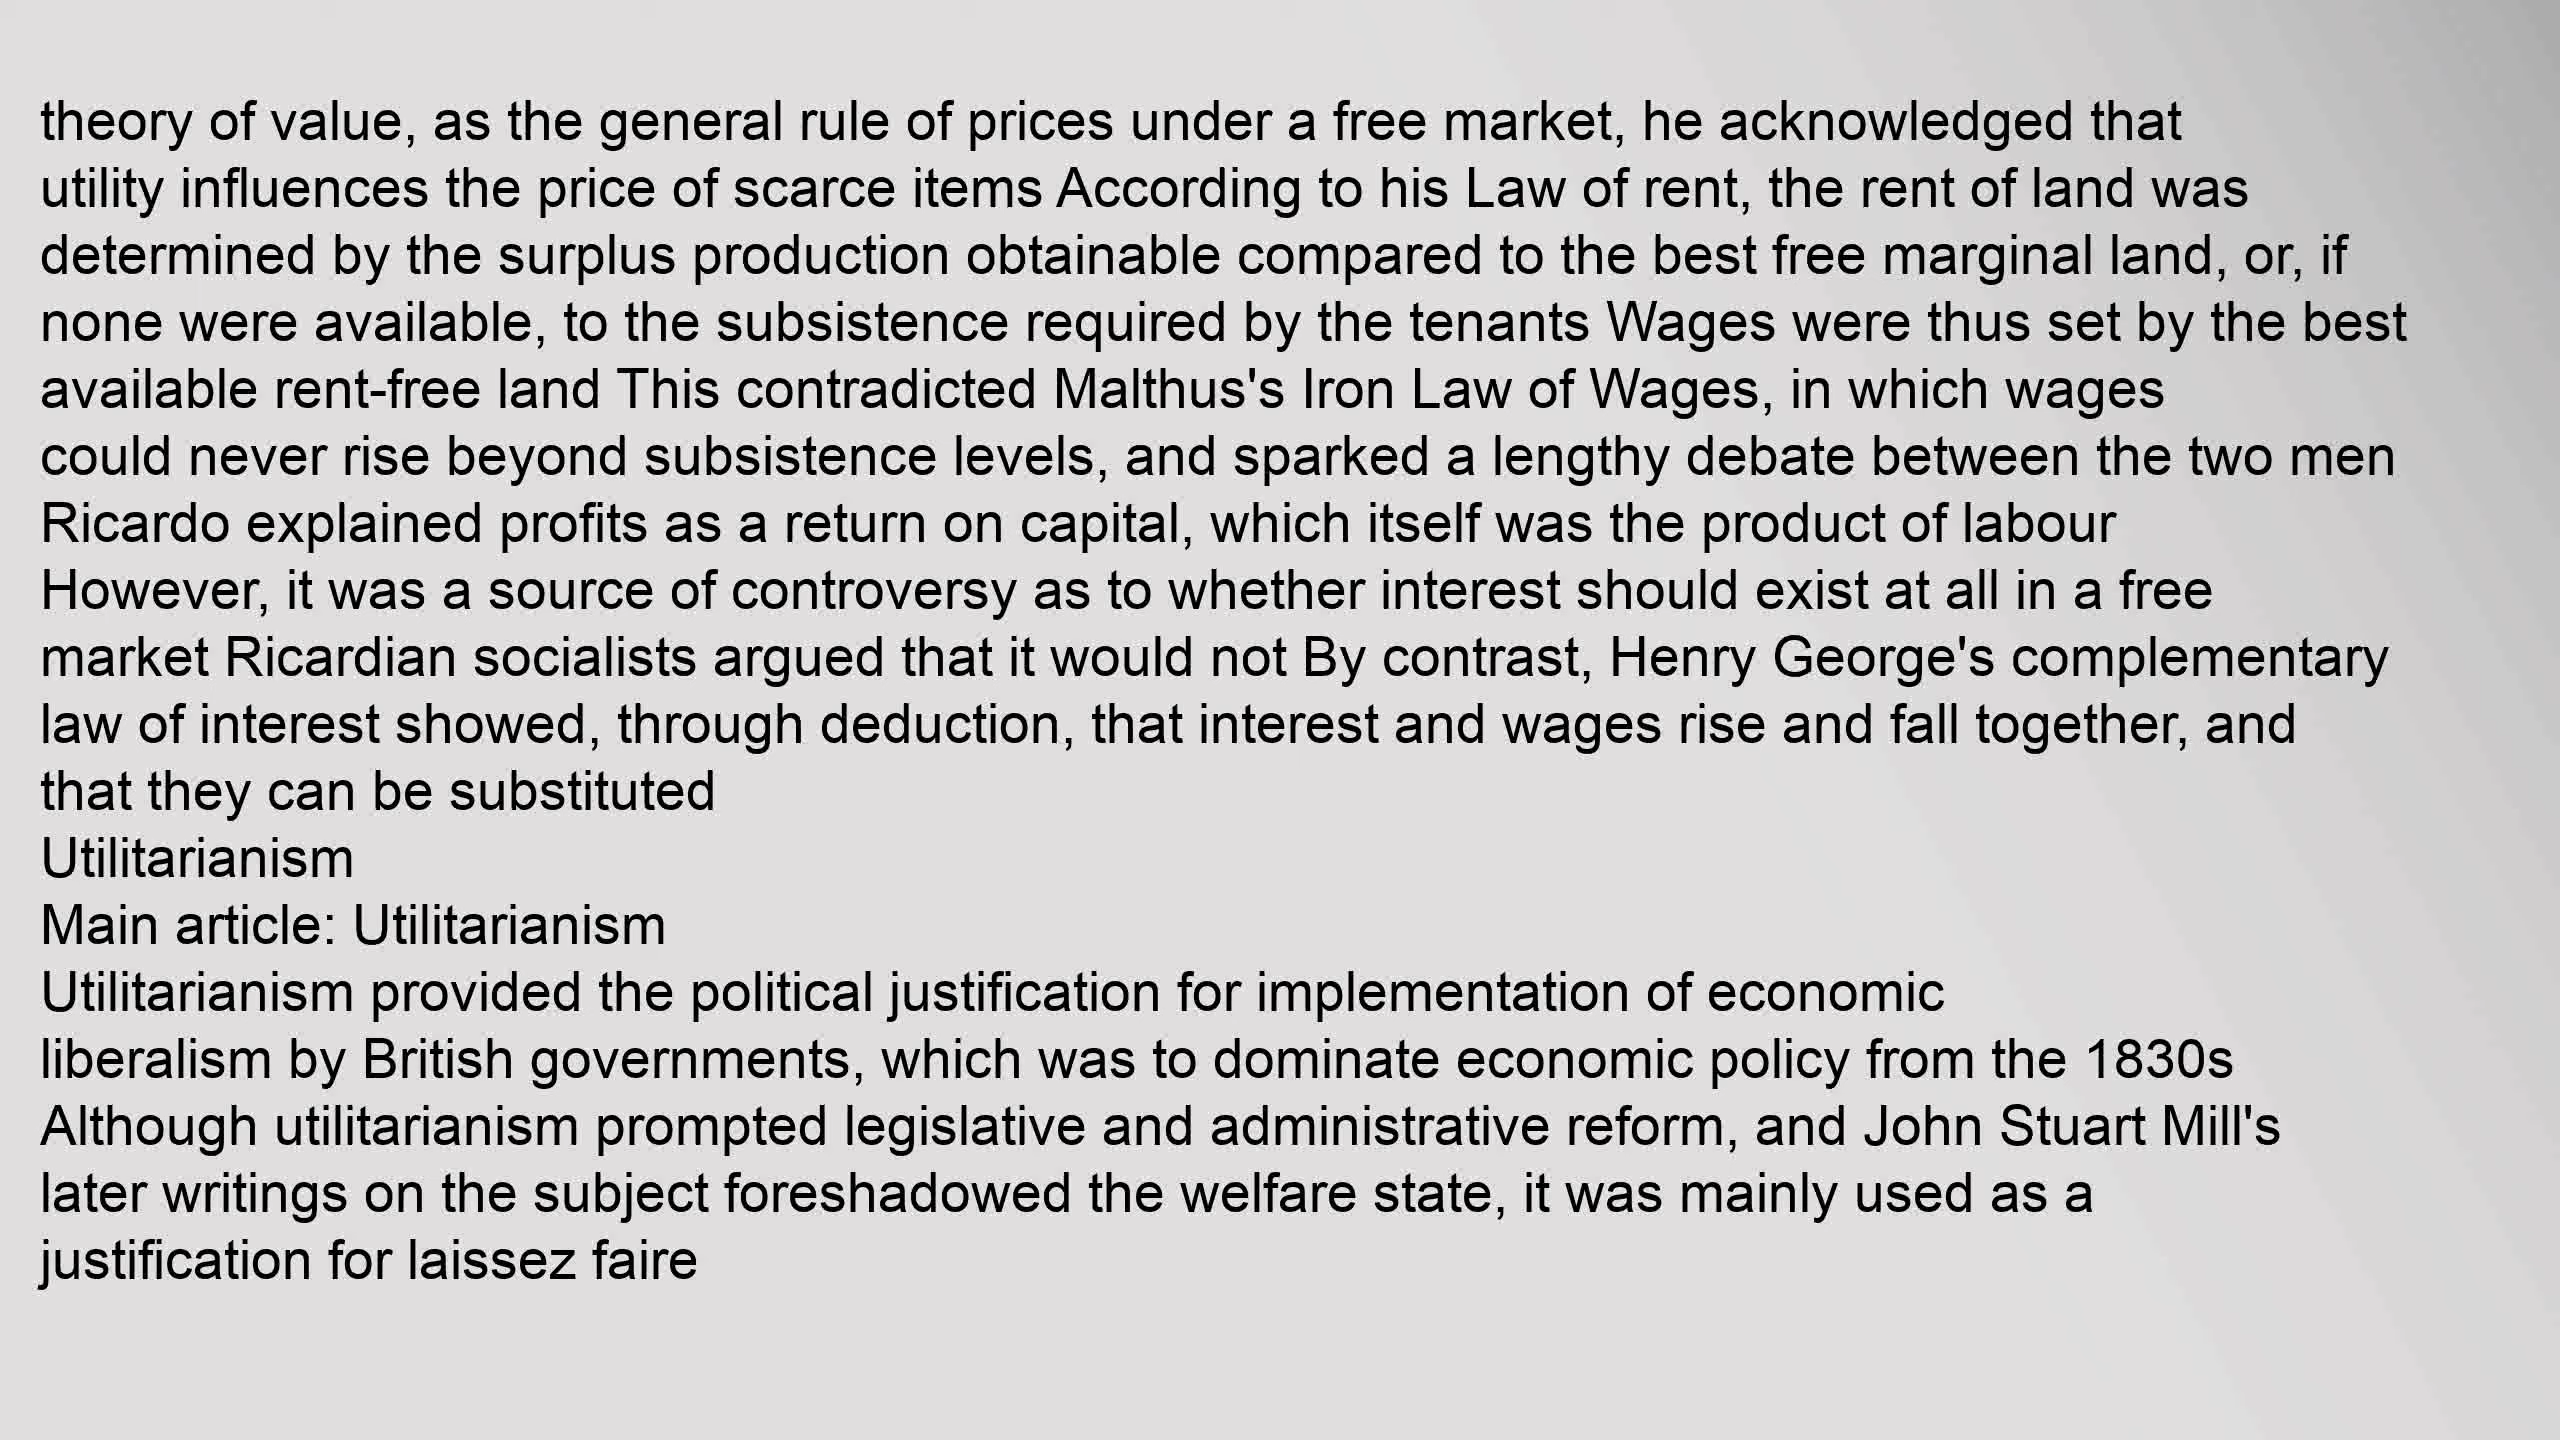 theory of value, as the general rule of prices under a free market, he acknowledged that
utility influences the price of scarce items According to his Law of rent, the rent of land was
determined by the surplus production obtainable compared to the best free marginal land, or, if
none were available, to the subsistence required by the tenants Wages were thus set by the best
available rent-free land This contradicted Malthus's Iron Law of Wages, in which wages
could never rise beyond subsistence levels, and sparked a lengthy debate between the two men
Ricardo explained profits as a return on capital, which itself was the product of labour
However, it was a source of controversy as to whether interest should exist at all in a free
market Ricardian socialists argued that it would not By contrast, Henry George's complementary
law of interest showed, through deduction, that interest and wages rise and fall together, and
that they can be substituted
Utilitarianism
Main article: Utilitarianism
Utilitarianism provided the political justification for implementation of economic
liberalism by British governments, which was to dominate economic policy from the 1830s
Although utilitarianism prompted legislative and administrative reform, and John Stuart Mill's
later writings on the subject foreshadowed the welfare state, it was mainly used as a
justification for laissez faire